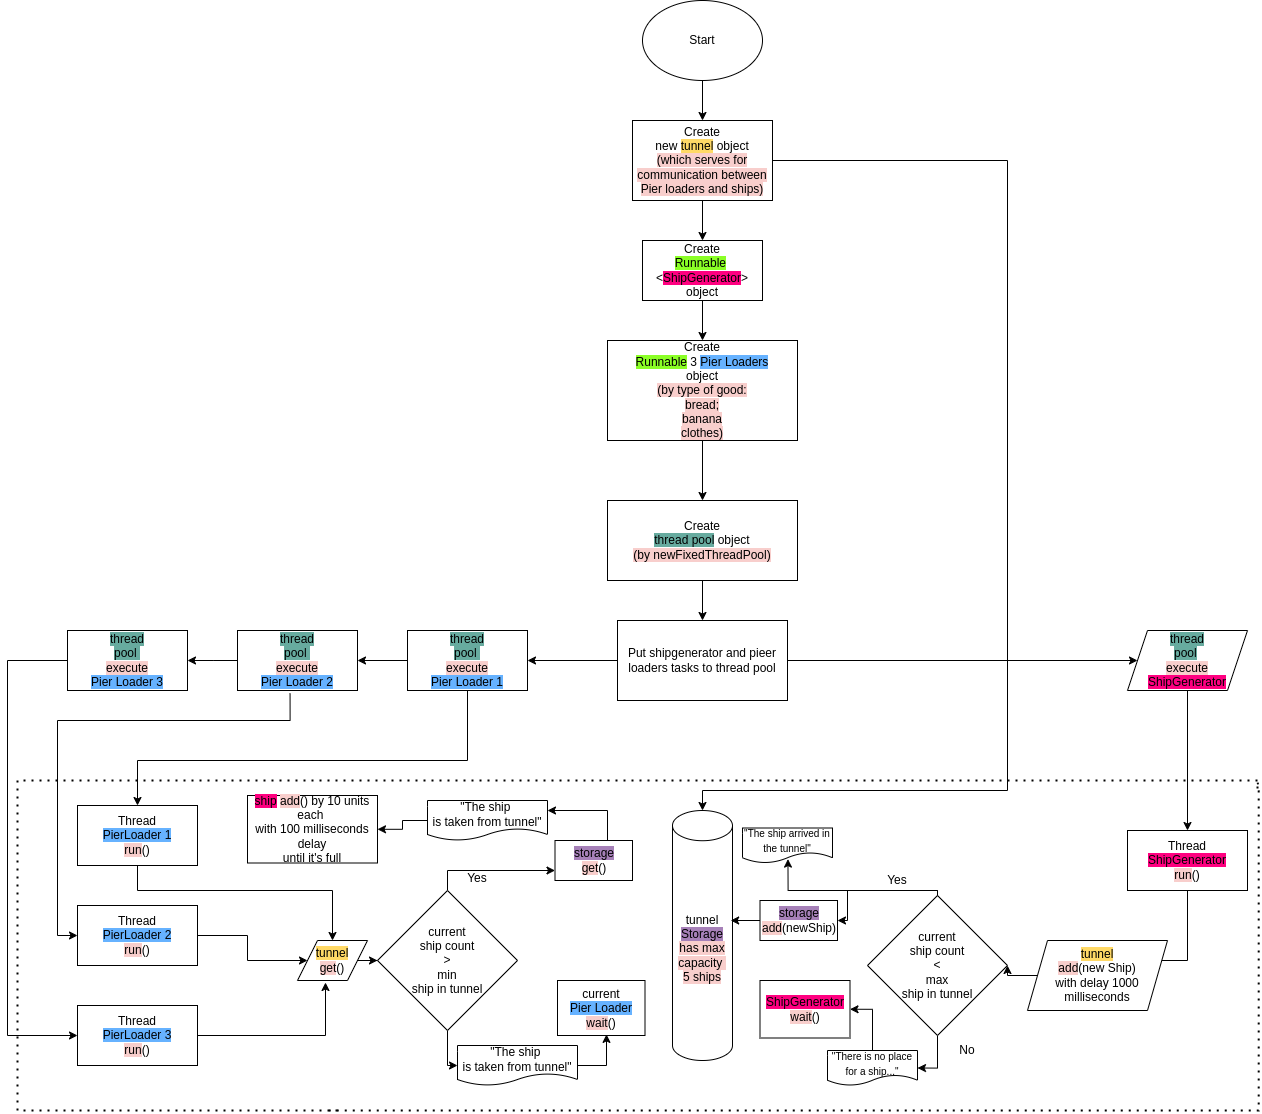 Start
Create
new tunnel object
(which serves for
communication between
Pier loaders and ships)
Create
Runnable
<ShipGenerator>
object
Create
Runnable 3 Pier Loaders
object
(by type of good:
bread;
banana
clothes)
Create
thread pool object
(by newFixedThreadPool)
Put shipgenerator and pieer
loaders tasks to thread pool
thread
pool
execute
Pier Loader 3
thread
pool
execute
Pier Loader 2
thread
pool
execute
Pier Loader 1
thread
pool
execute
ShipGenerator
Thread
PierLoader 1
run()
Thread
PierLoader 2
run()
Thread
PierLoader 3
run()
tunnel
get()
ship add() by 10 units
each
with 100 milliseconds
delay
until it's full
"The ship
is taken from tunnel"
storage
get()
Yes
current
ship count
>
min
ship in tunnel
"The ship
is taken from tunnel"
current
Pier Loader
wait()
tunnel
Storage
has max
capacity
5 ships
"The ship arrived in
the tunnel"
storage
add(newShip)
Yes
current
ship count
<
max
ship in tunnel
ShipGenerator
wait()
"There is no place
for a ship..."
No
Thread
ShipGenerator
run()
tunnel
add(new Ship)
with delay 1000
milliseconds